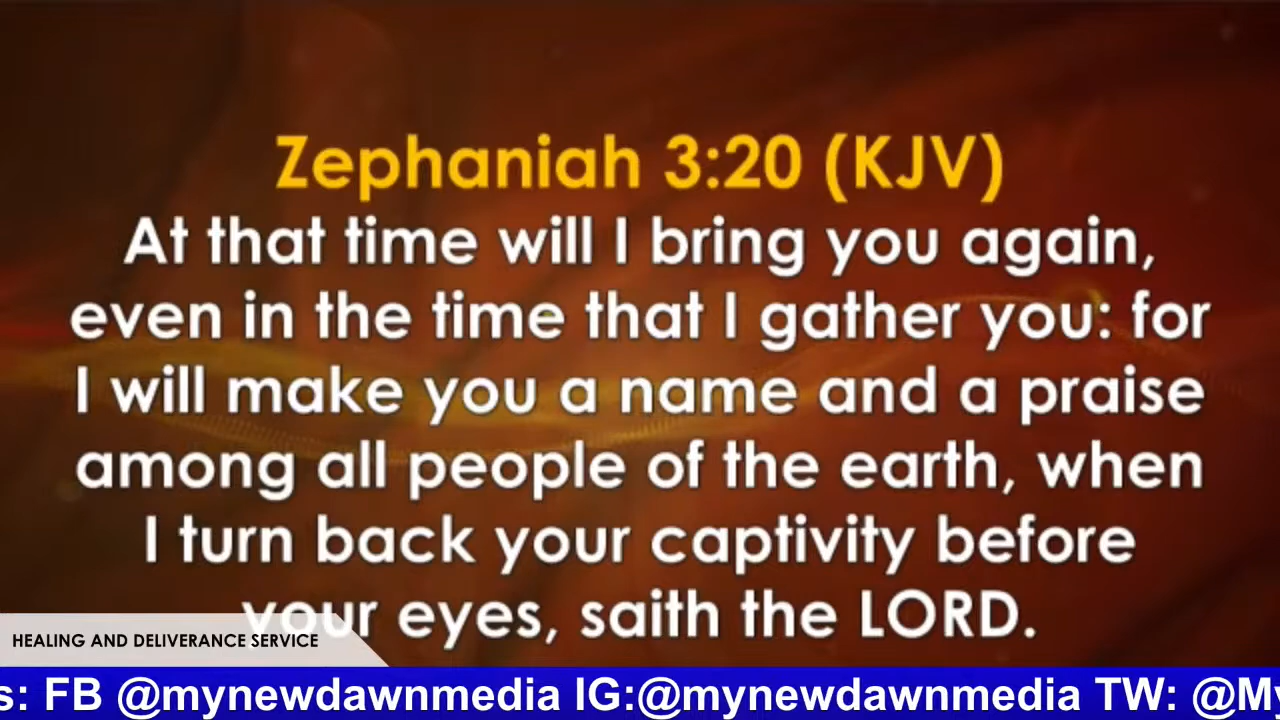 Zephaniah 3:20 (KJV)
At that time will I bring you again,
even in the time that I gather you: for
I will make you a name and a praise
among all people of the earth, when
I turn back your captivity before
your eyes, saith the LORD.
HEALING AND DELIVERANCE SERVICE
s: FB @mynewdawnmedia IG:@mynewdawnmedia TW: @My